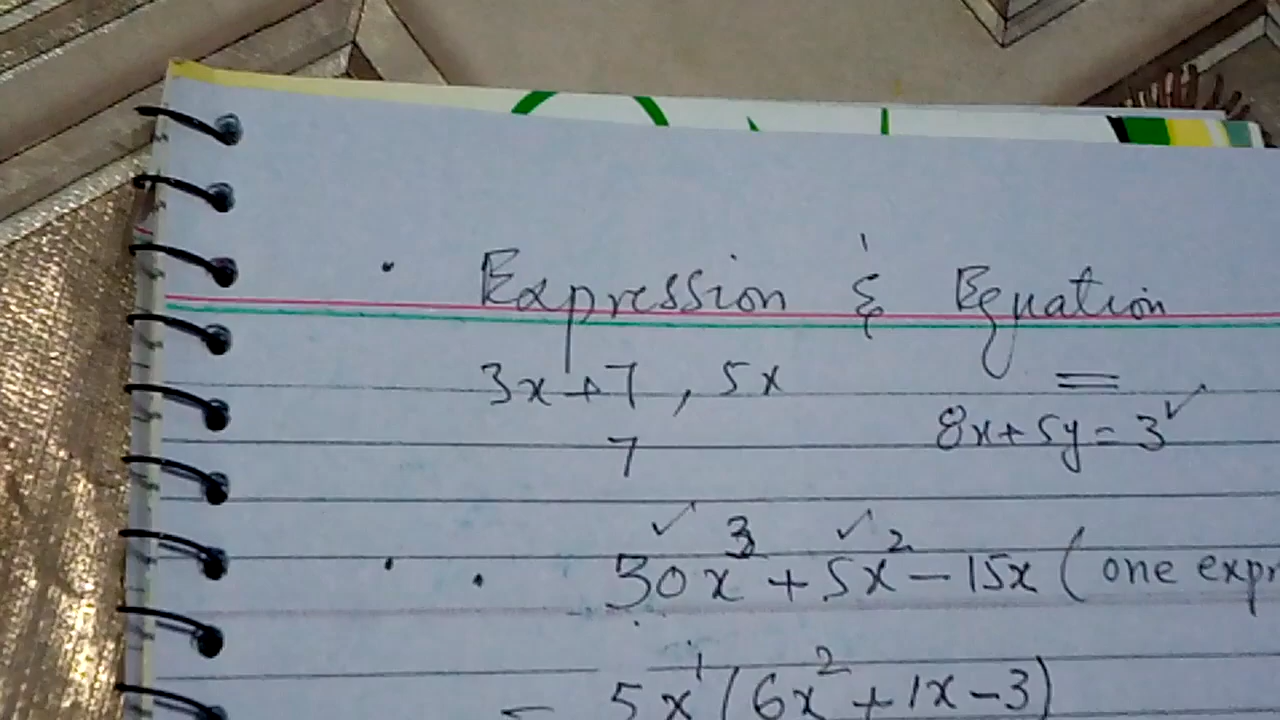 Expression & Equation
3x+7, 5x =
7 8x+5y=3✓
30x³+5x²-15x (one expr
= 5x¹(6x²+1x-3)